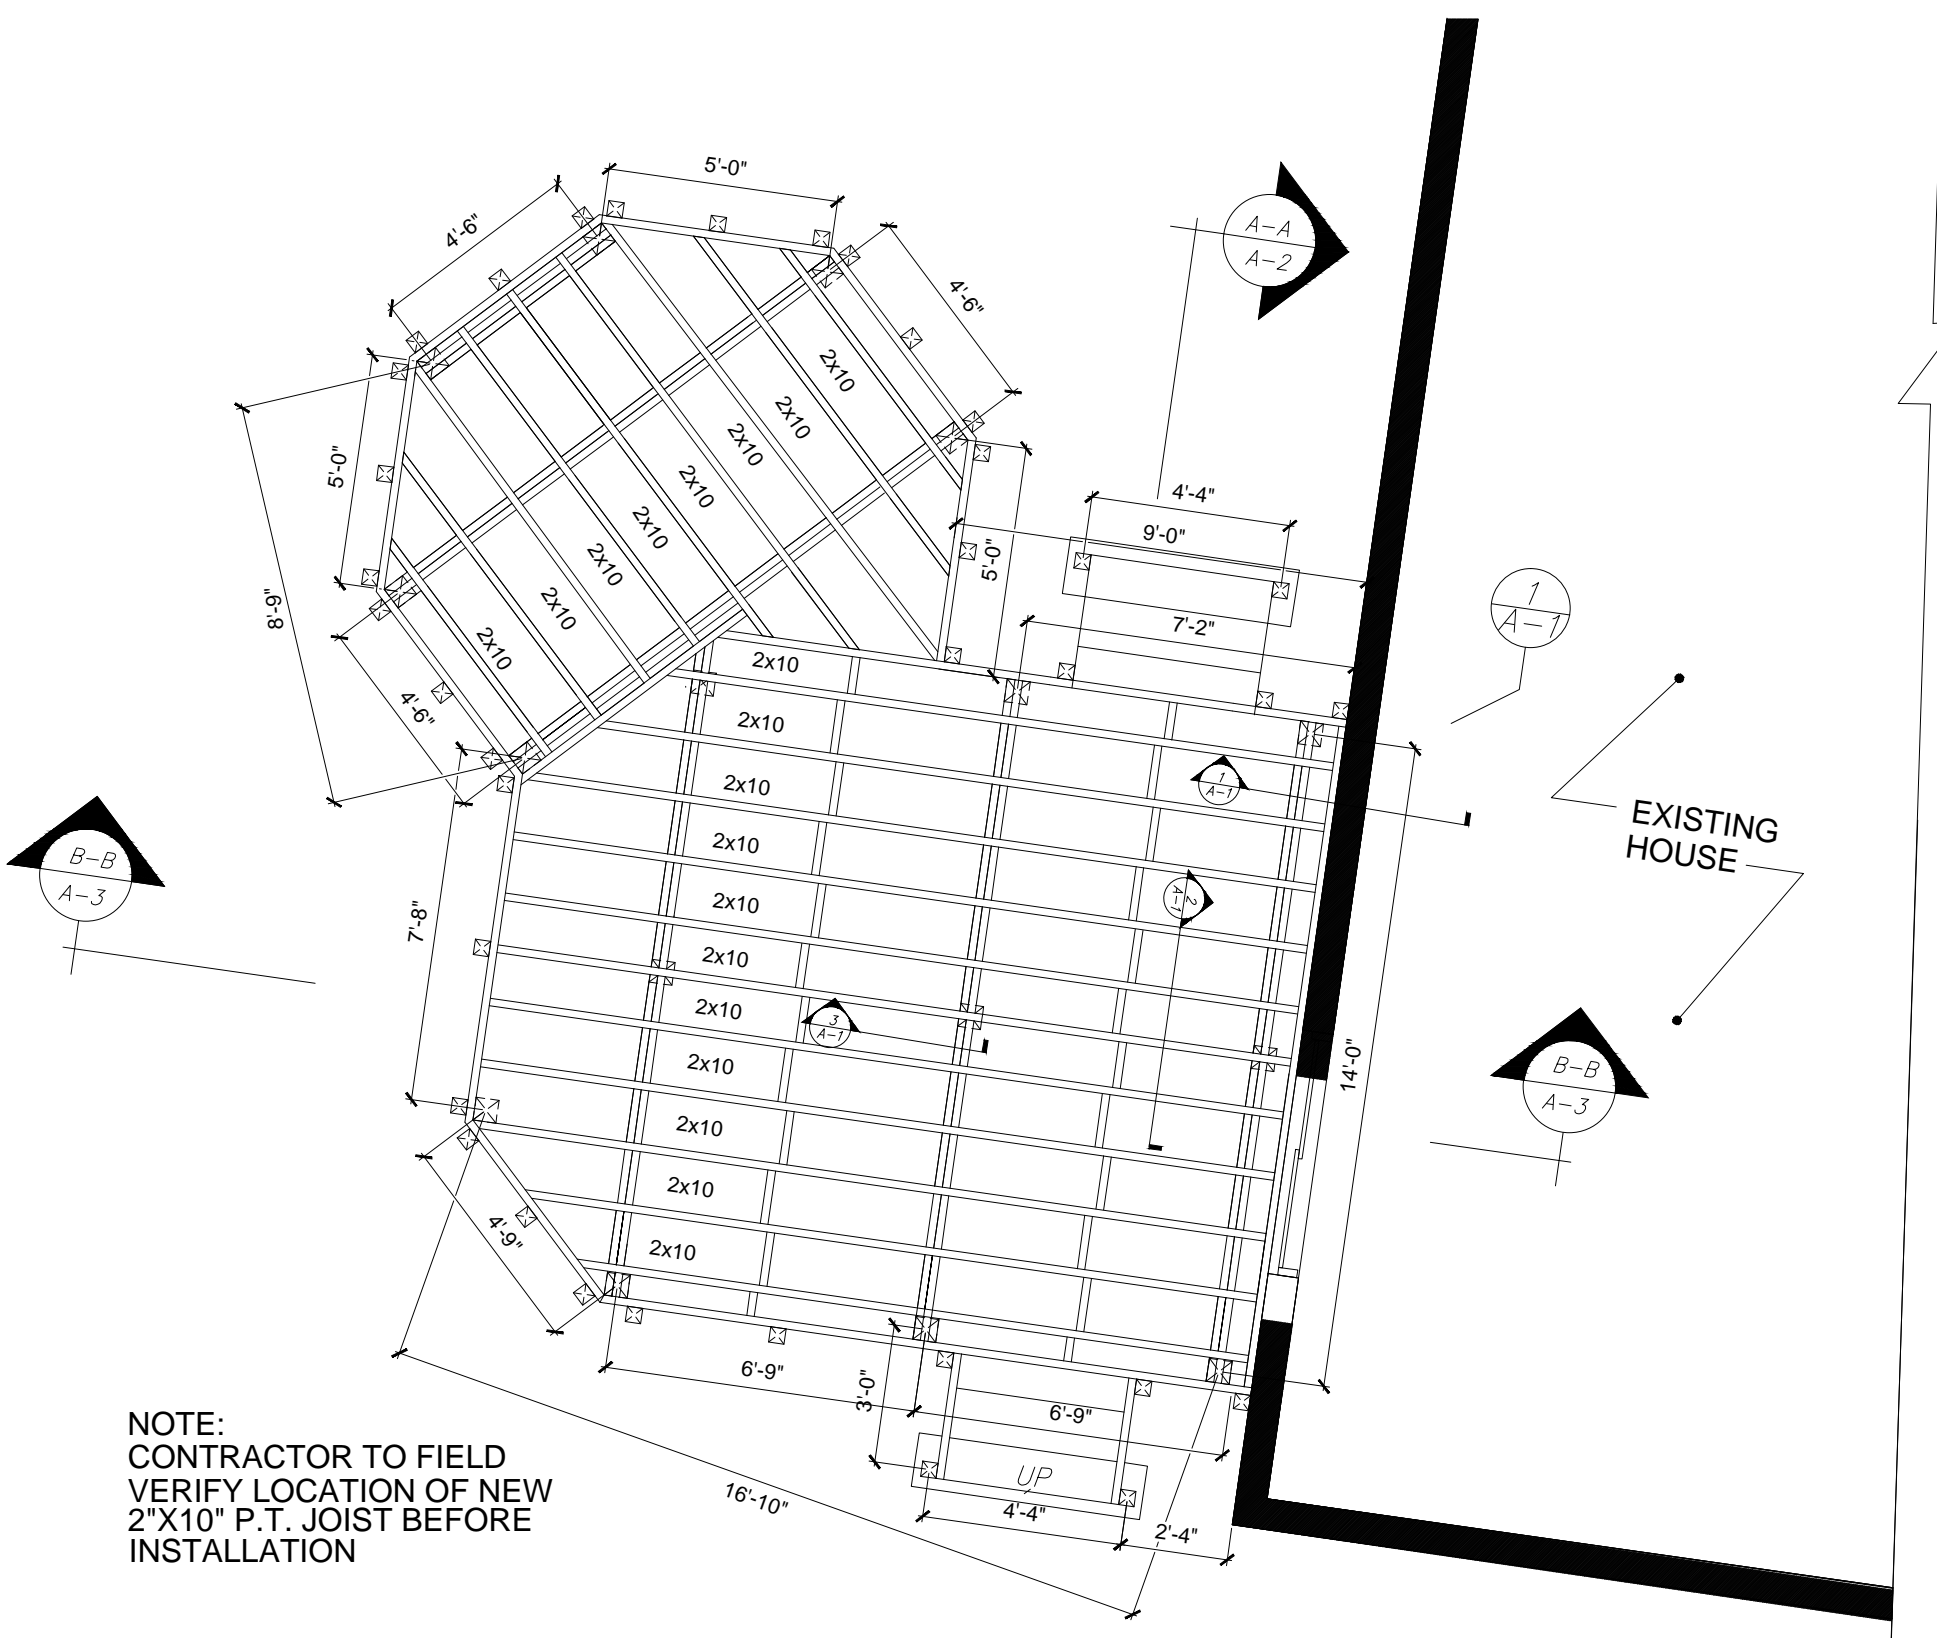 5'-0"
4'-6"
A-A
A-2
4'-6"
2x10
2x10
2x10
5'-0"
2x10
4'-4"
9'-0"
2x10
5'-0"
2x10
1
A-1
8'-9"
2x10
7'-2"
2x10
2x10
4'-6"
2x10
1
A-1
2x10
EXISTING
HOUSE
2x10
B-B
A-3
2
A-1
7'-8"
2x10
2x10
2x10
3
A-1
14'-0"
2x10
B-B
A-3
2x10
2x10
4'-9"
2x10
6'-9"
3'-0"
6'-9"
UP
16'-10"
4'-4"
2'-4"
NOTE:
CONTRACTOR TO FIELD
VERIFY LOCATION OF NEW
2"X10" P.T. JOIST BEFORE
INSTALLATION